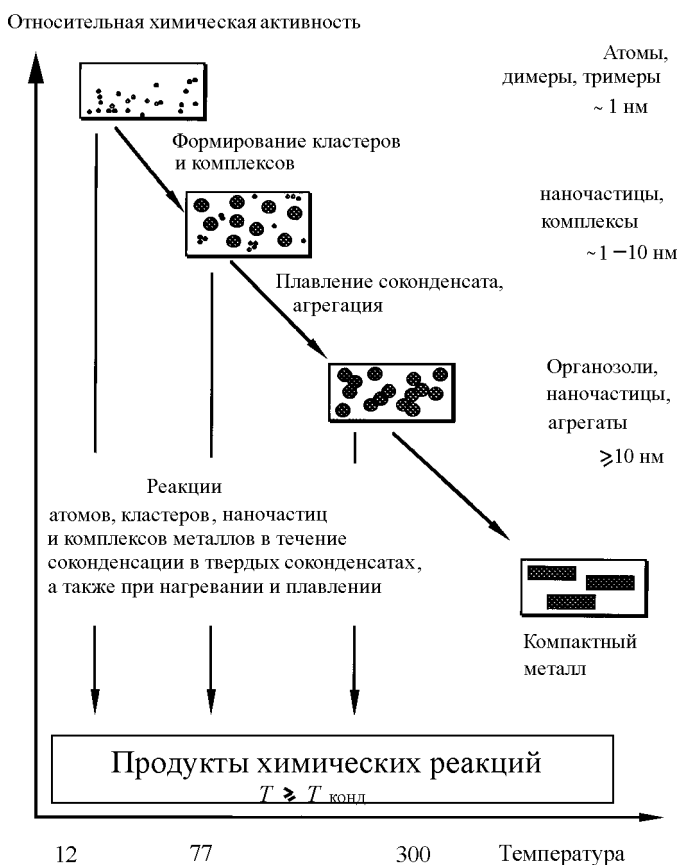 Относительная химическая активность
Атомы,
димеры, тримеры
~ 1 нм
Формирование кластеров
и комплексов
наночастицы,
комплексы
~1–10 нм
Плавление соконденсата,
агрегация
Органозоли,
наночастицы,
агрегаты
⩾10 нм
Реакции
атомов, кластеров, наночастиц
и комплексов металлов в течение
соконденсации в твердых соконденсатах,
а также при нагревании и плавлении
Компактный
металл
Продукты химических реакций
T ⩾ T конд
12 77 300 Температура